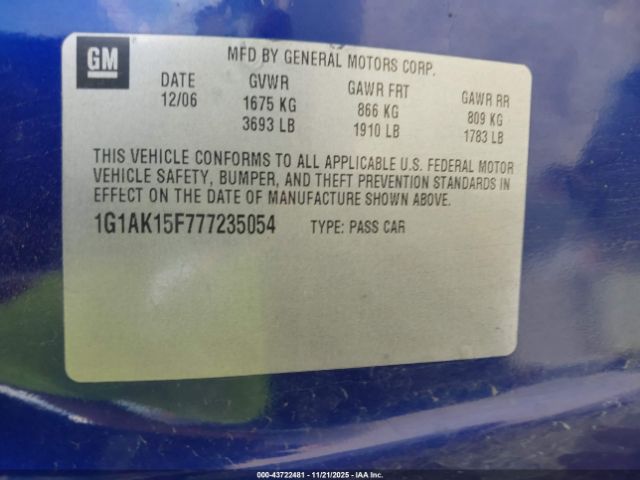 GM
MFD BY GENERAL MOTORS CORP.
DATE GVWR GAWR FRT GAWR RR
12/06 1675 KG 866 KG 809 KG
3693 LB 1910 LB 1783 LB
THIS VEHICLE CONFORMS TO ALL APPLICABLE U.S. FEDERAL MOTOR
VEHICLE SAFETY, BUMPER, AND THEFT PREVENTION STANDARDS IN
EFFECT ON THE DATE OF MANUFACTURE SHOWN ABOVE.
1G1AK15F777235054 TYPE: PASS CAR
000-43722481 - 11/21/2025 - IAA Inc.